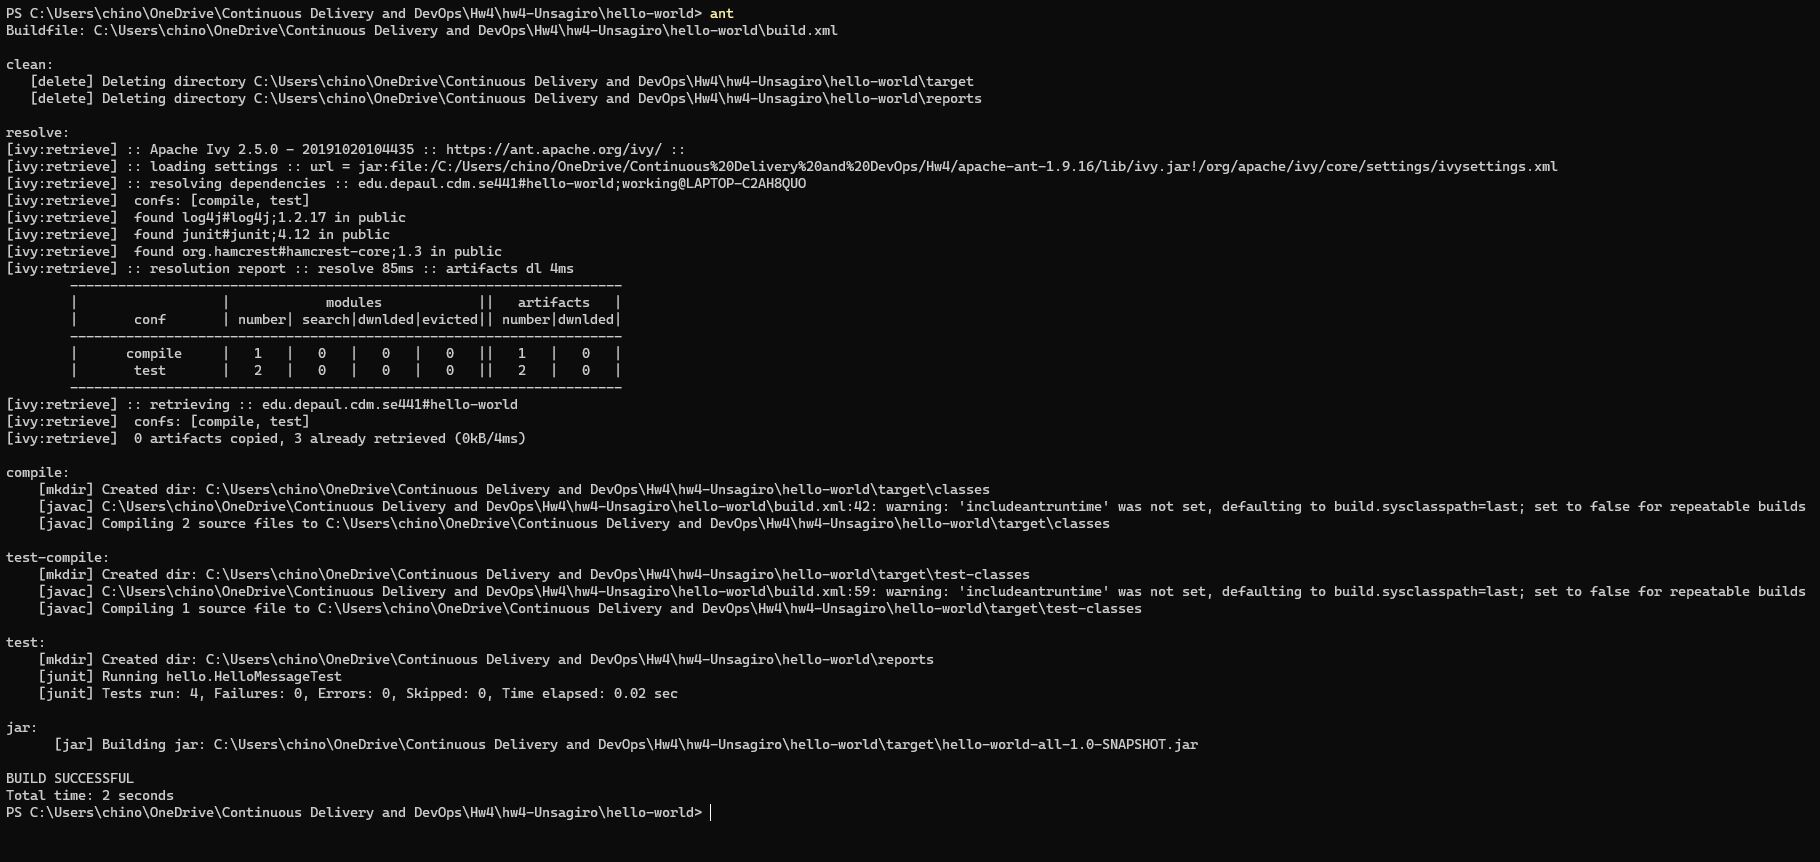 PS C:\Users\chino\OneDrive\Continuous Delivery and DevOps\Hw4\hw4-Unsagiro\hello-world> ant
Buildfile: C:\Users\chino\OneDrive\Continuous Delivery and DevOps\Hw4\hw4-Unsagiro\hello-world\build.xml

clean:
   [delete] Deleting directory C:\Users\chino\OneDrive\Continuous Delivery and DevOps\Hw4\hw4-Unsagiro\hello-world\target
   [delete] Deleting directory C:\Users\chino\OneDrive\Continuous Delivery and DevOps\Hw4\hw4-Unsagiro\hello-world\reports

resolve:
[ivy:retrieve] :: Apache Ivy 2.5.0 - 20191020104435 :: https://ant.apache.org/ivy/ ::
[ivy:retrieve] :: loading settings :: url = jar:file:/C:/Users/chino/OneDrive/Continuous%20Delivery%20and%20DevOps/Hw4/apache-ant-1.9.16/lib/ivy.jar!/org/apache/ivy/core/settings/ivysettings.xml
[ivy:retrieve] :: resolving dependencies :: edu.depaul.cdm.se441#hello-world;working@LAPTOP-C2AH8QUO
[ivy:retrieve]  confs: [compile, test]
[ivy:retrieve]  found log4j#log4j;1.2.17 in public
[ivy:retrieve]  found junit#junit;4.12 in public
[ivy:retrieve]  found org.hamcrest#hamcrest-core;1.3 in public
[ivy:retrieve] :: resolution report :: resolve 85ms :: artifacts dl 4ms
        ---------------------------------------------------------------------
        |                  |            modules            ||   artifacts   |
        |       conf       | number| search|dwnlded|evicted|| number|dwnlded|
        ---------------------------------------------------------------------
        |      compile     |   1   |   0   |   0   |   0   ||   1   |   0   |
        |       test       |   2   |   0   |   0   |   0   ||   2   |   0   |
        ---------------------------------------------------------------------
[ivy:retrieve] :: retrieving :: edu.depaul.cdm.se441#hello-world
[ivy:retrieve]  confs: [compile, test]
[ivy:retrieve]  0 artifacts copied, 3 already retrieved (0kB/4ms)

compile:
    [mkdir] Created dir: C:\Users\chino\OneDrive\Continuous Delivery and DevOps\Hw4\hw4-Unsagiro\hello-world\target\classes
    [javac] C:\Users\chino\OneDrive\Continuous Delivery and DevOps\Hw4\hw4-Unsagiro\hello-world\build.xml:42: warning: 'includeantruntime' was not set, defaulting to build.sysclasspath=last; set to false for repeatable builds
    [javac] Compiling 2 source files to C:\Users\chino\OneDrive\Continuous Delivery and DevOps\Hw4\hw4-Unsagiro\hello-world\target\classes

test-compile:
    [mkdir] Created dir: C:\Users\chino\OneDrive\Continuous Delivery and DevOps\Hw4\hw4-Unsagiro\hello-world\target\test-classes
    [javac] C:\Users\chino\OneDrive\Continuous Delivery and DevOps\Hw4\hw4-Unsagiro\hello-world\build.xml:59: warning: 'includeantruntime' was not set, defaulting to build.sysclasspath=last; set to false for repeatable builds
    [javac] Compiling 1 source file to C:\Users\chino\OneDrive\Continuous Delivery and DevOps\Hw4\hw4-Unsagiro\hello-world\target\test-classes

test:
    [mkdir] Created dir: C:\Users\chino\OneDrive\Continuous Delivery and DevOps\Hw4\hw4-Unsagiro\hello-world\reports
    [junit] Running hello.HelloMessageTest
    [junit] Tests run: 4, Failures: 0, Errors: 0, Skipped: 0, Time elapsed: 0.02 sec

jar:
      [jar] Building jar: C:\Users\chino\OneDrive\Continuous Delivery and DevOps\Hw4\hw4-Unsagiro\hello-world\target\hello-world-all-1.0-SNAPSHOT.jar

BUILD SUCCESSFUL
Total time: 2 seconds
PS C:\Users\chino\OneDrive\Continuous Delivery and DevOps\Hw4\hw4-Unsagiro\hello-world>